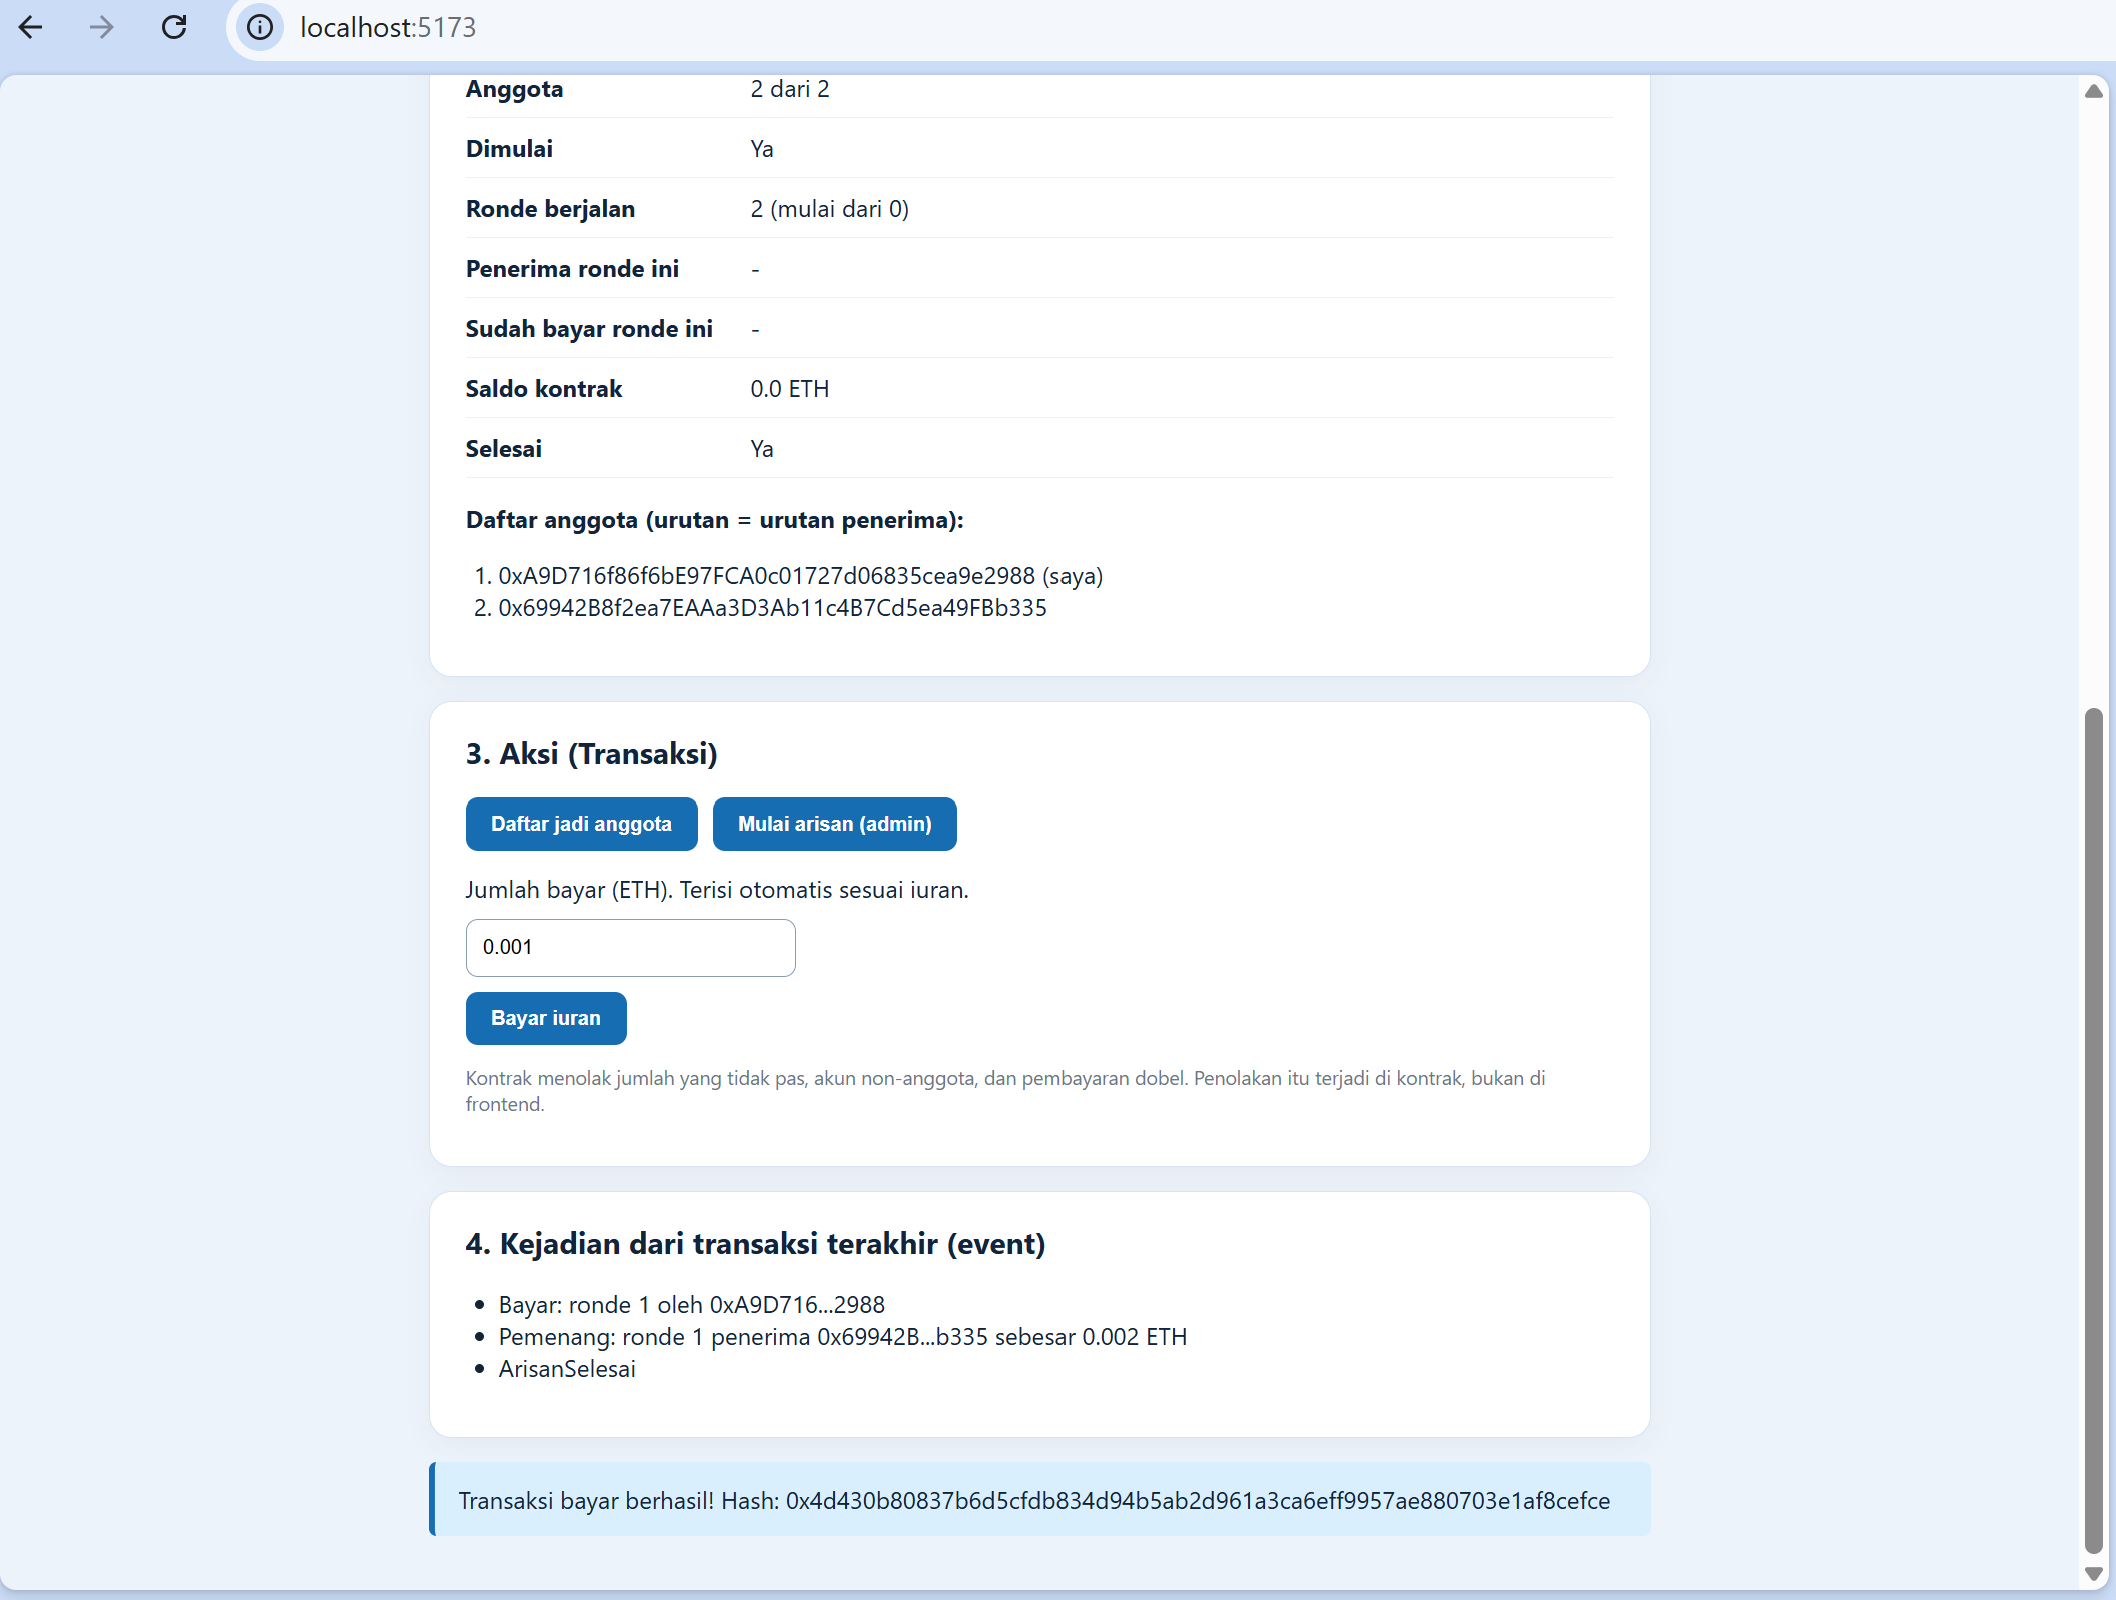 localhost:5173
Anggota 2 dari 2
Dimulai Ya
Ronde berjalan 2 (mulai dari 0)
Penerima ronde ini -
Sudah bayar ronde ini -
Saldo kontrak 0.0 ETH
Selesai Ya
Daftar anggota (urutan = urutan penerima):
1. 0xA9D716f86f6bE97FCA0c01727d06835cea9e2988 (saya)
2. 0x69942B8f2ea7EAAa3D3Ab11c4B7Cd5ea49FBb335
3. Aksi (Transaksi)
Daftar jadi anggota Mulai arisan (admin)
Jumlah bayar (ETH). Terisi otomatis sesuai iuran.
0.001
Bayar iuran
Kontrak menolak jumlah yang tidak pas, akun non-anggota, dan pembayaran dobel. Penolakan itu terjadi di kontrak, bukan di
frontend.
4. Kejadian dari transaksi terakhir (event)
Bayar: ronde 1 oleh 0xA9D716...2988
Pemenang: ronde 1 penerima 0x69942B...b335 sebesar 0.002 ETH
ArisanSelesai
Transaksi bayar berhasil! Hash: 0x4d430b80837b6d5cfdb834d94b5ab2d961a3ca6eff9957ae880703e1af8cefce